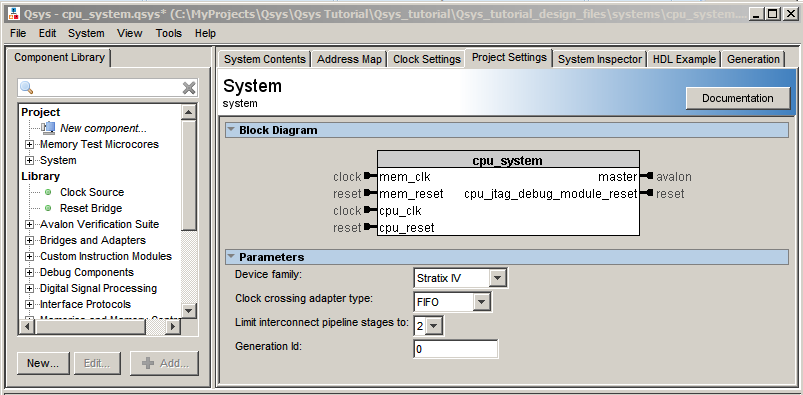 Qsys - cpu_system.qsys* (C:\MyProjects\Qsys\Qsys Tutorial\Qsys_tutorial\Qsys_tutorial_design_files\systems\cpu_system...
File Edit System View Tools Help
Component Library
System Contents Address Map Clock Settings Project Settings System Inspector HDL Example Generation
System
system
Documentation
Project
New component...
Memory Test Microcores
System
Library
Clock Source
Reset Bridge
Avalon Verification Suite
Bridges and Adapters
Custom Instruction Modules
Debug Components
Digital Signal Processing
Interface Protocols
New... Edit... Add...
Block Diagram
cpu_system
clock mem_clk master avalon
reset mem_reset cpu_jtag_debug_module_reset reset
clock cpu_clk
reset cpu_reset
Parameters
Device family: Stratix IV
Clock crossing adapter type: FIFO
Limit interconnect pipeline stages to: 2
Generation Id: 0